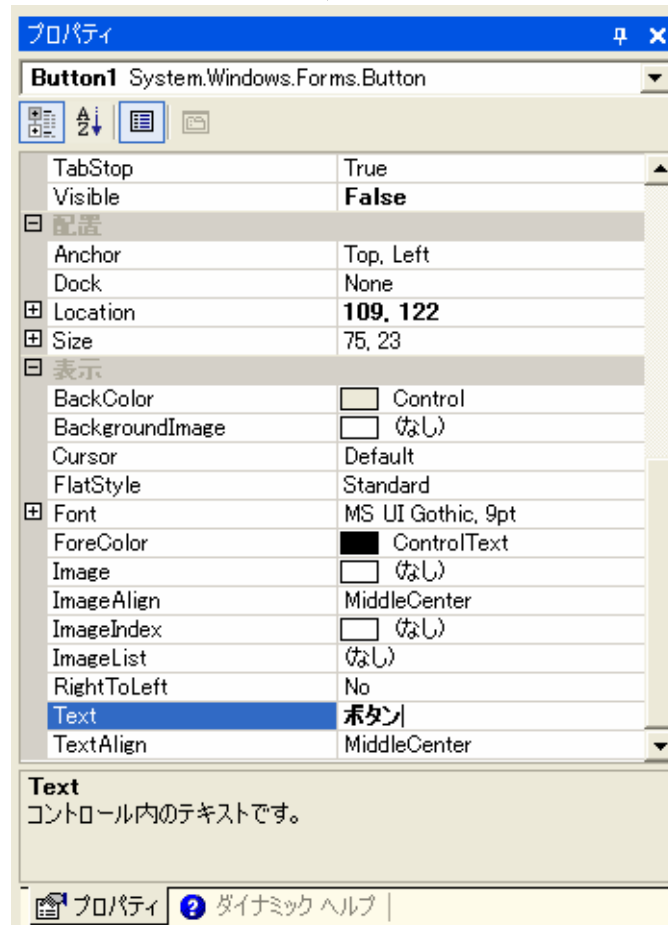 プロパティ
Button1 System.Windows.Forms.Button
TabStop True
Visible False
配置
Anchor Top, Left
Dock None
Location 109, 122
Size 75, 23
表示
BackColor Control
BackgroundImage (なし)
Cursor Default
FlatStyle Standard
Font MS UI Gothic, 9pt
ForeColor ControlText
Image (なし)
ImageAlign MiddleCenter
ImageIndex (なし)
ImageList (なし)
RightToLeft No
Text ボタン
TextAlign MiddleCenter
Text
コントロール内のテキストです。
プロパティ ダイナミック ヘルプ